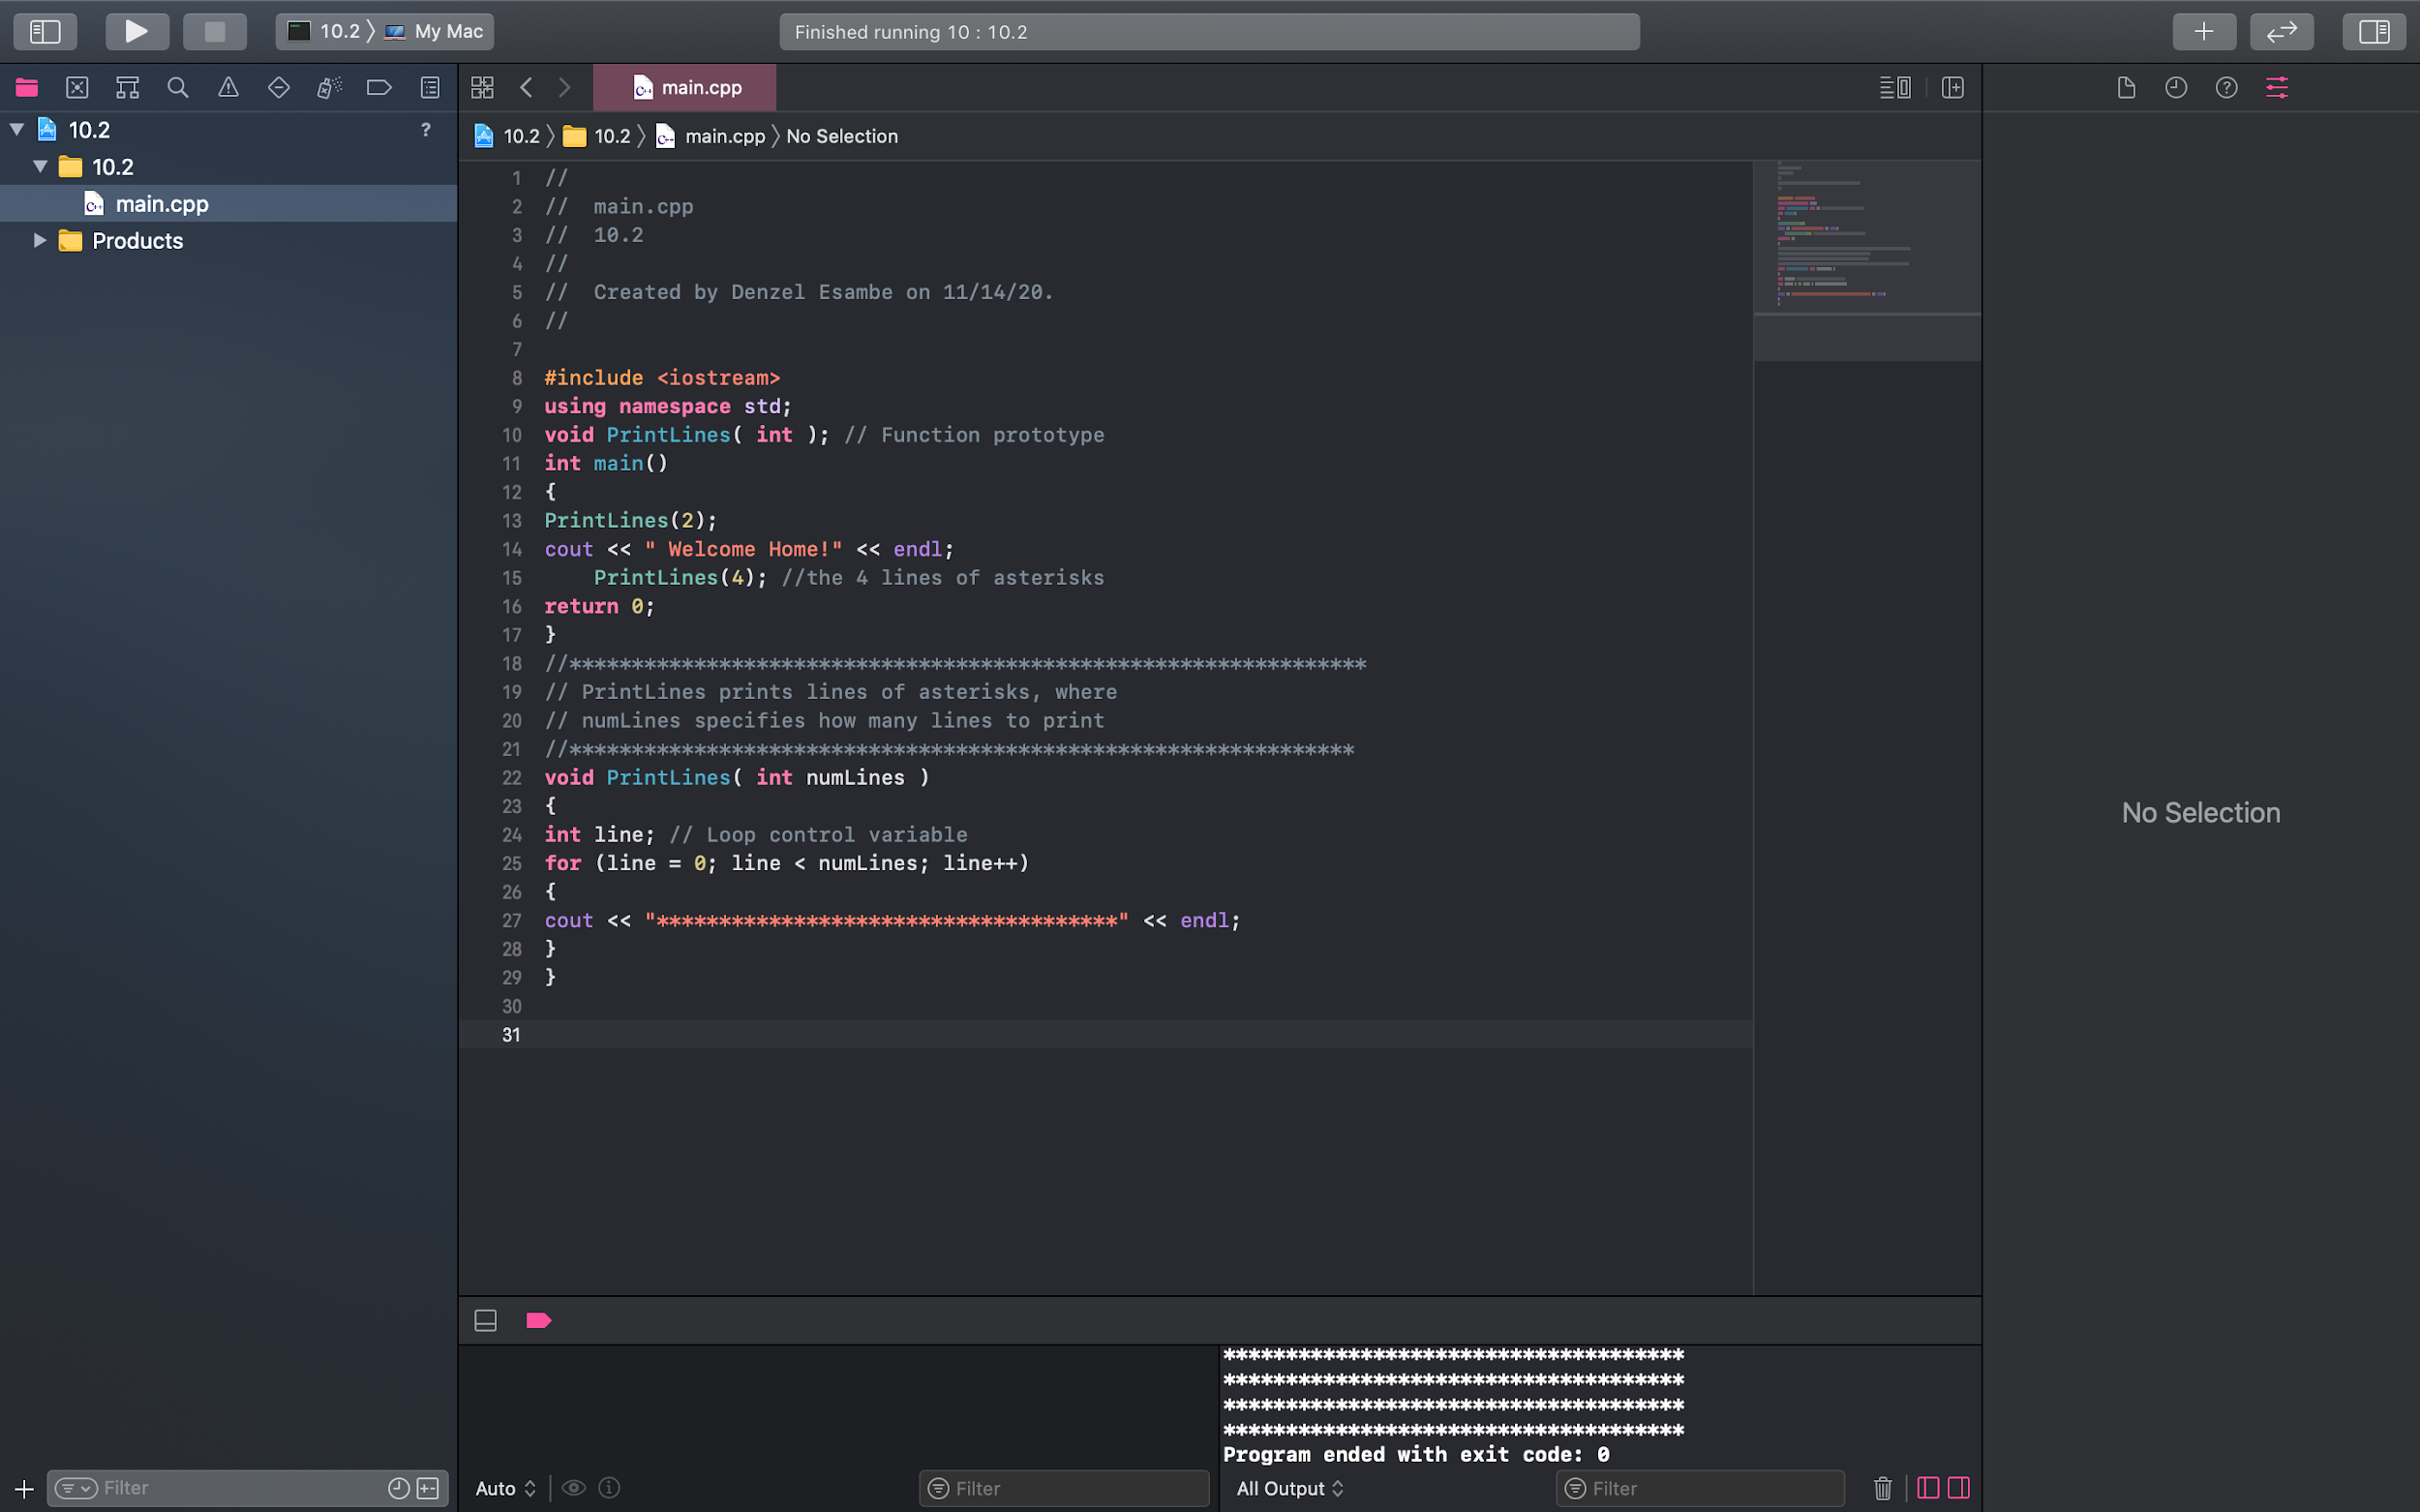 10.2 〉 My Mac
Finished running 10 : 10.2
main.cpp
10.2 ?
10.2
main.cpp
Products
10.2 〉 10.2 〉 main.cpp 〉 No Selection
1 //
2 //  main.cpp
3 //  10.2
4 //
5 //  Created by Denzel Esambe on 11/14/20.
6 //
7
8 #include <iostream>
9 using namespace std;
10 void PrintLines( int ); // Function prototype
11 int main()
12 {
13 PrintLines(2);
14 cout << " Welcome Home!" << endl;
15     PrintLines(4); //the 4 lines of asterisks
16 return 0;
17 }
18 //****************************************************************
19 // PrintLines prints lines of asterisks, where
20 // numLines specifies how many lines to print
21 //***************************************************************
22 void PrintLines( int numLines )
23 {
24 int line; // Loop control variable
25 for (line = 0; line < numLines; line++)
26 {
27 cout << "*************************************" << endl;
28 }
29 }
30
31
No Selection
*************************************
*************************************
*************************************
*************************************
Program ended with exit code: 0
Filter
Auto
Filter
All Output
Filter